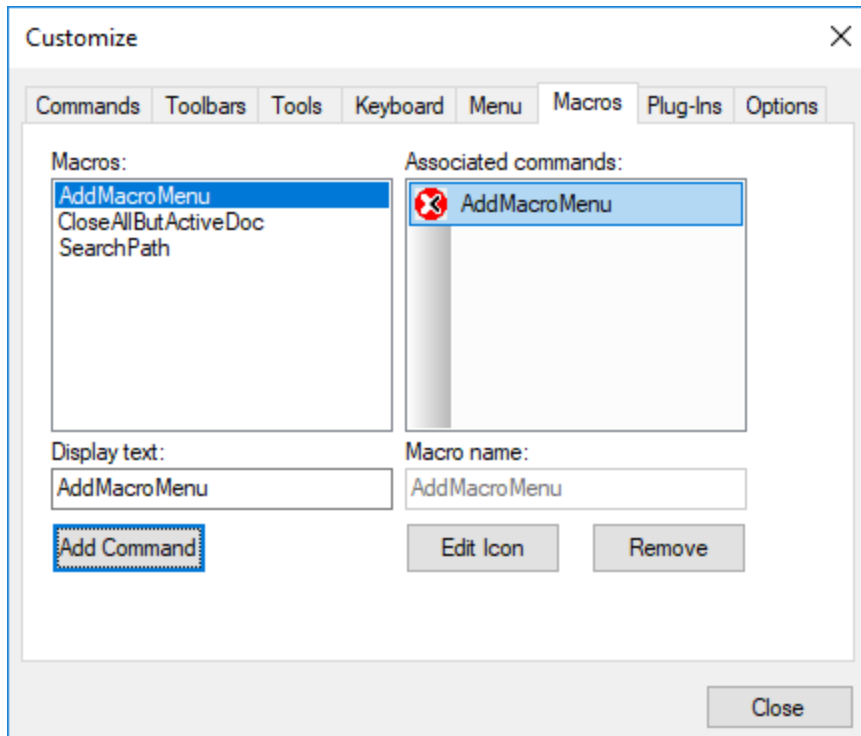 Customize
Commands Toolbars Tools Keyboard Menu Macros Plug-Ins Options
Macros: Associated commands:
AddMacroMenu AddMacroMenu
CloseAllButActiveDoc
SearchPath
Display text: Macro name:
AddMacroMenu AddMacroMenu
Add Command Edit Icon Remove
Close